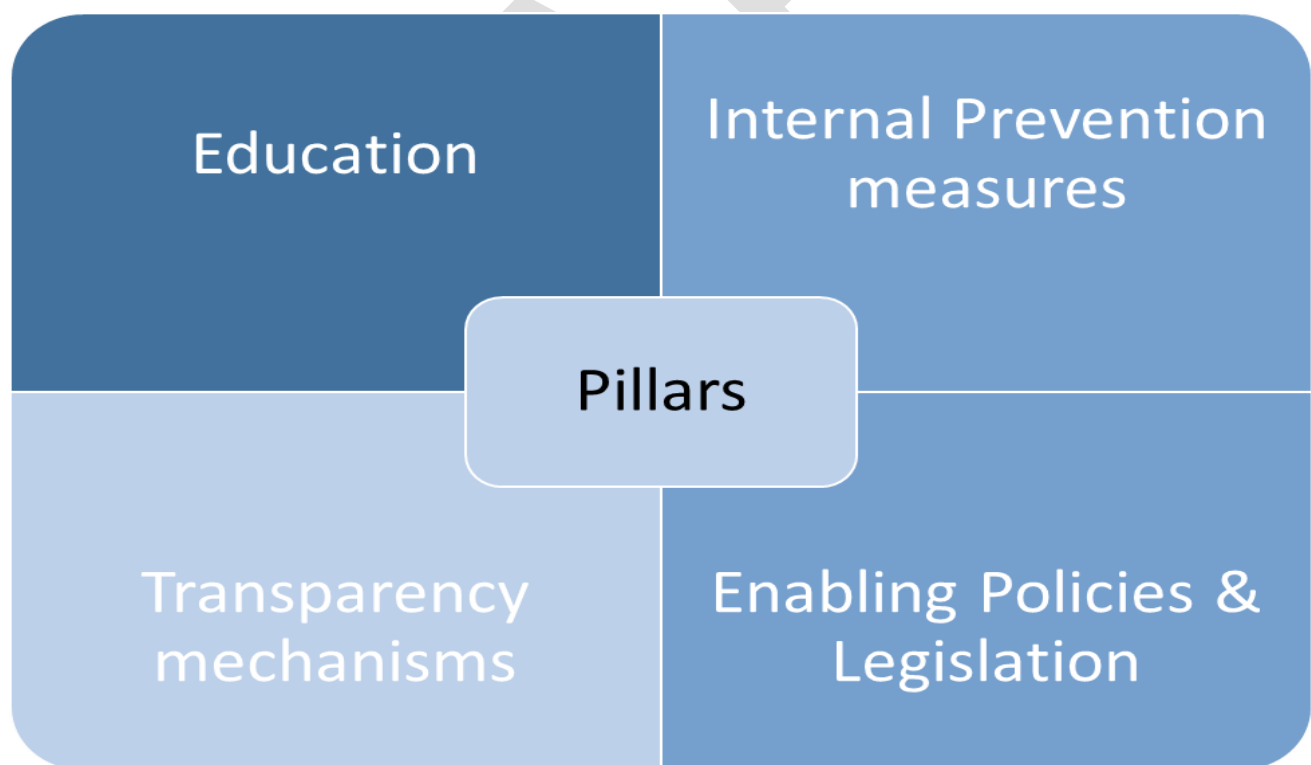 Education
Internal Prevention
measures
Pillars
Transparency
mechanisms
Enabling Policies &
Legislation